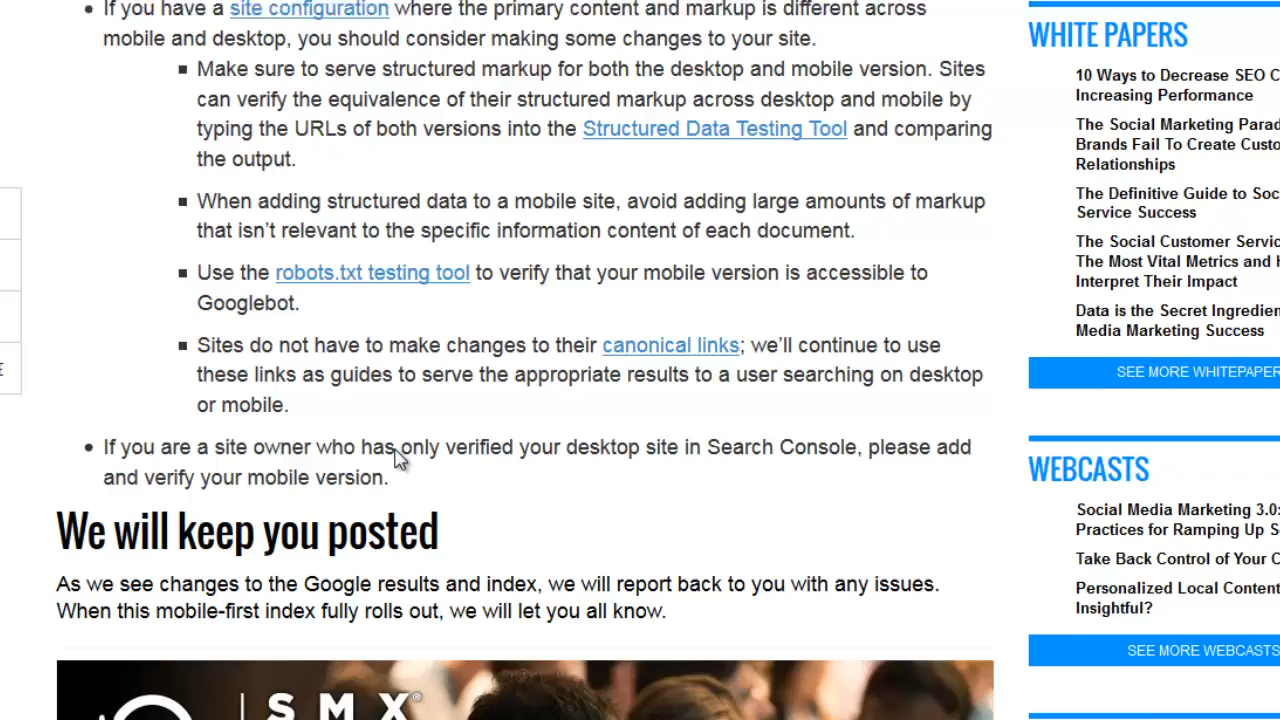 If you have a site configuration where the primary content and markup is different across
mobile and desktop, you should consider making some changes to your site.
Make sure to serve structured markup for both the desktop and mobile version. Sites
can verify the equivalence of their structured markup across desktop and mobile by
typing the URLs of both versions into the Structured Data Testing Tool and comparing
the output.
When adding structured data to a mobile site, avoid adding large amounts of markup
that isn’t relevant to the specific information content of each document.
Use the robots.txt testing tool to verify that your mobile version is accessible to
Googlebot.
Sites do not have to make changes to their canonical links; we’ll continue to use
these links as guides to serve the appropriate results to a user searching on desktop
or mobile.
If you are a site owner who has only verified your desktop site in Search Console, please add
and verify your mobile version.
We will keep you posted
As we see changes to the Google results and index, we will report back to you with any issues.
When this mobile-first index fully rolls out, we will let you all know.
SMX®
WHITE PAPERS
10 Ways to Decrease SEO
Increasing Performance
The Social Marketing
Brands Fail To Create
Relationships
The Definitive Guide to
Service Success
The Social Customer
The Most Vital Metrics and
Interpret Their Impact
Data is the Secret
Media Marketing Success
SEE MORE
WEBCASTS
Social Media Marketing 3.0:
Practices for Ramping Up
Take Back Control of Your
Personalized Local Content
Insightful?
SEE MORE WEBCASTS